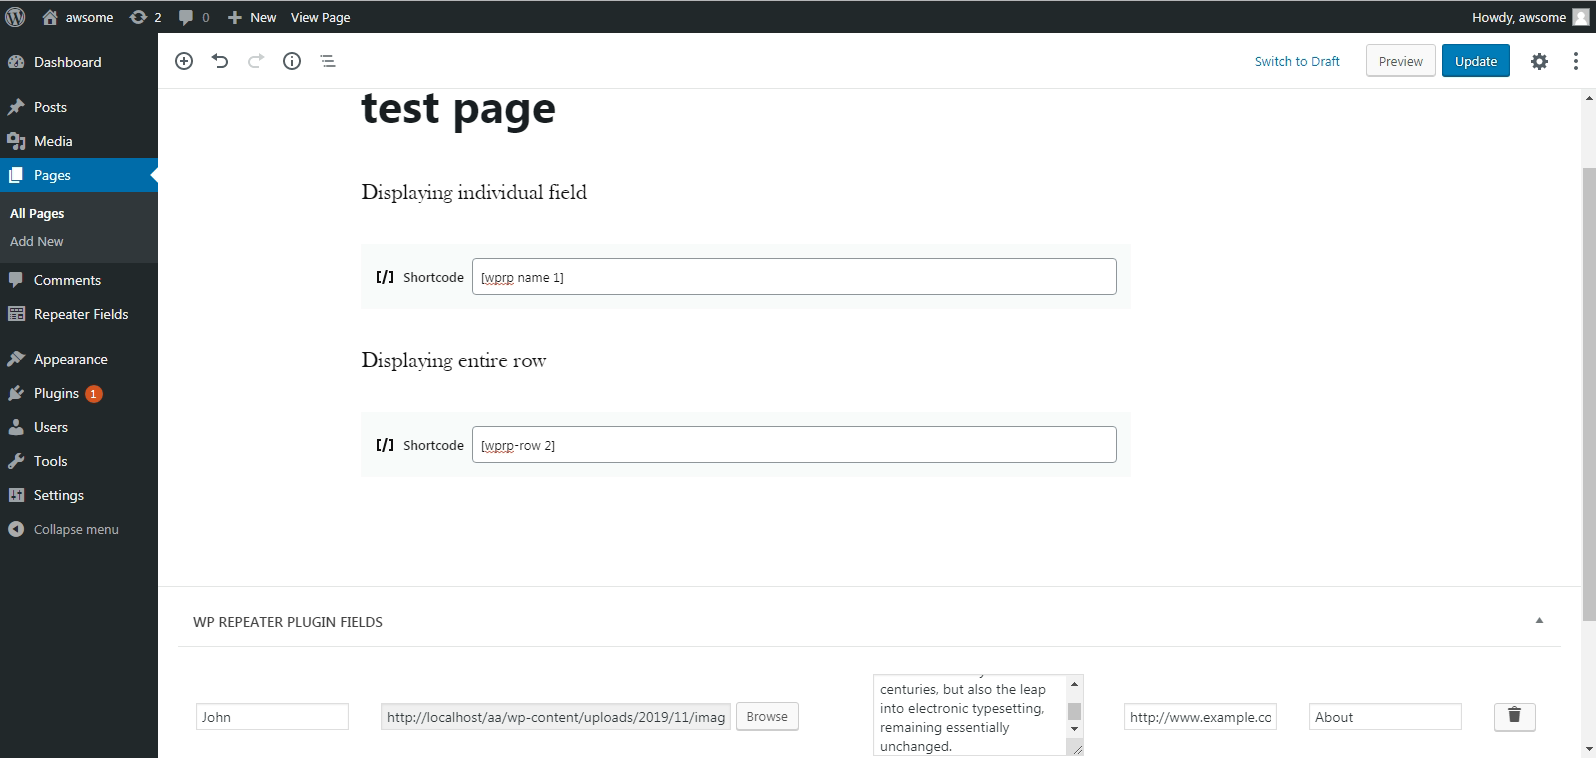 awsome 2 0 New View Page Howdy, awsome
Dashboard
Posts
Media
Pages
All Pages
Add New
Comments
Repeater Fields
Appearance
Plugins 1
Users
Tools
Settings
Collapse menu
Switch to Draft Preview Update
test page
Displaying individual field
[/] Shortcode [wprp name 1]
Displaying entire row
[/] Shortcode [wprp-row 2]
WP REPEATER PLUGIN FIELDS
John
http://localhost/aa/wp-content/uploads/2019/11/imag Browse
centuries, but also the leap
into electronic typesetting,
remaining essentially
unchanged.
http://www.example.co
About